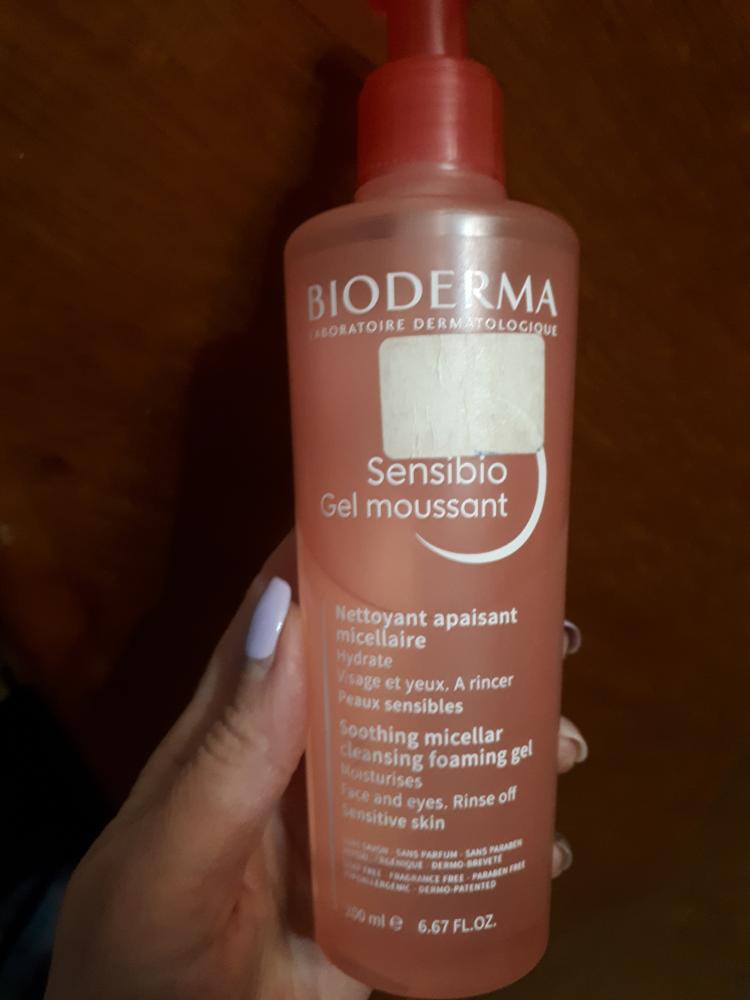 BIODERMA
LABORATOIRE DERMATOLOGIQUE
Sensibio
Gel moussant
Nettoyant apaisant
micellaire
Hydrate
Visage et yeux. A rincer
Peaux sensibles
Soothing micellar
cleansing foaming gel
Moisturises
Face and eyes. Rinse off
Sensitive skin
SANS SAVON - SANS PARFUM - SANS PARABEN
HYPOALLERGÉNIQUE - DERMO-BREVETÉ
SOAP FREE - FRAGRANCE FREE - PARABEN FREE
HYPOALLERGENIC - DERMO-PATENTED
200 ml e 6.67 FL.OZ.